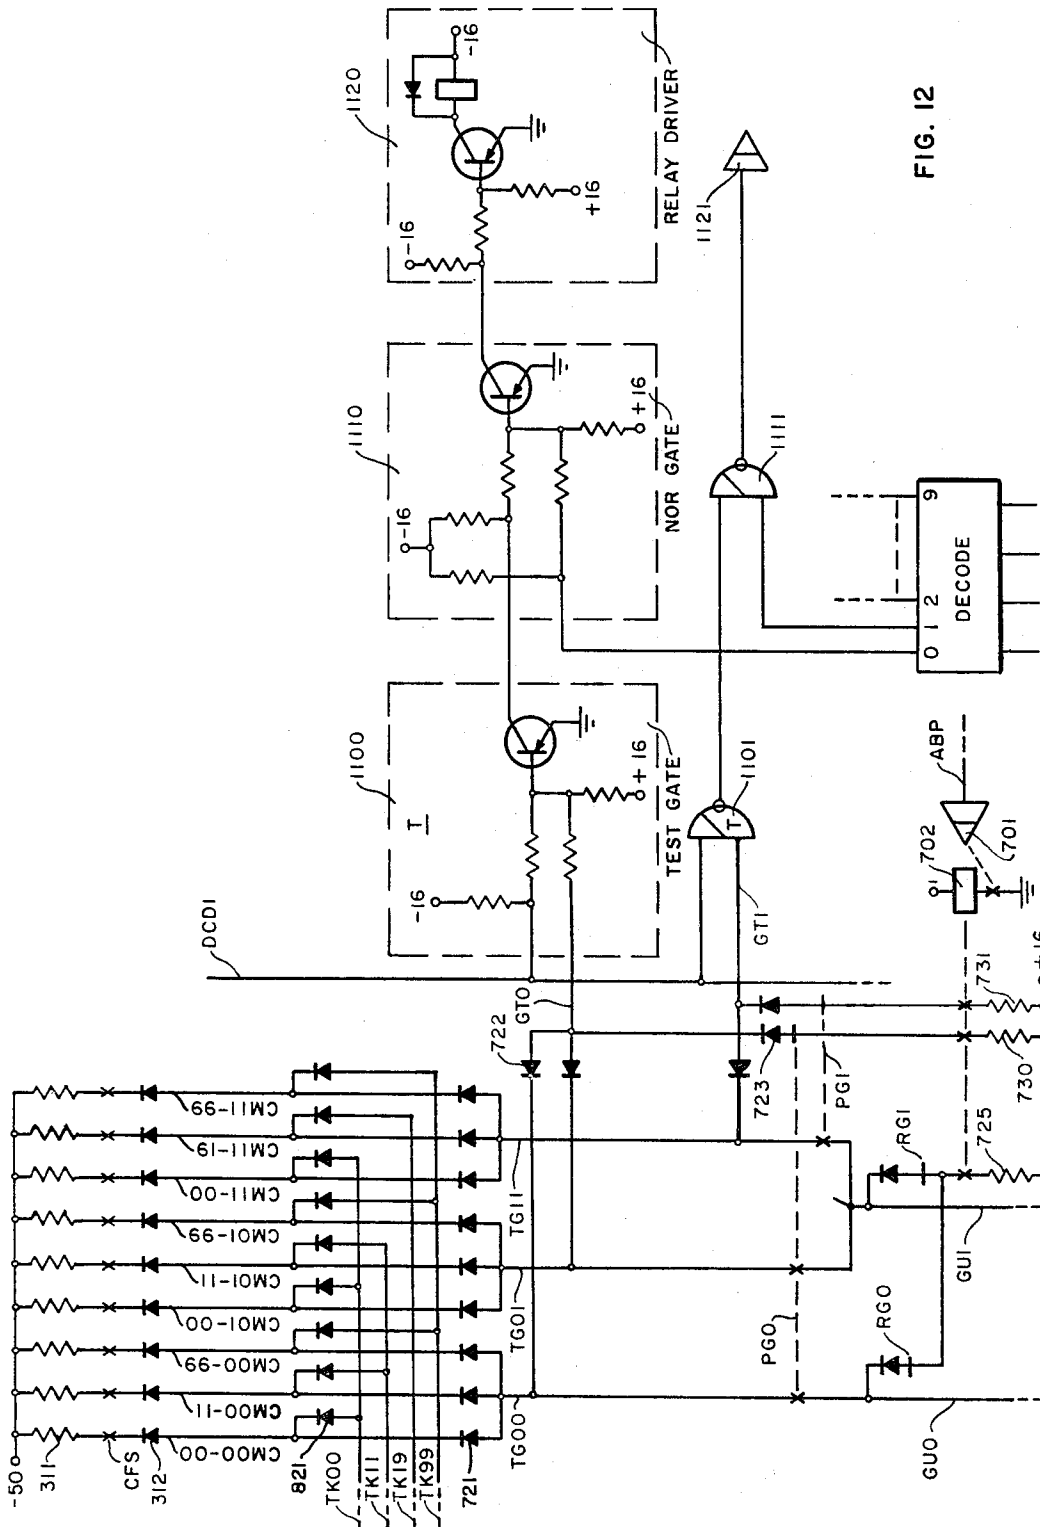 -50
311
CFS
312
CM00-00
CM00-11
CM00-99
CM01-00
CM01-11
CM01-99
CM11-00
CM11-19
CM11-99
821
TK00
TK11
TK19
TK99
721
TG00
TG01
TG11
DCD1
GT0
722
723
GT1
PG0
PG1
RG0
RG1
GU0
GU1
725
730
731
+16
702
701
ABP
1100
T
-16
+16
TEST GATE
T
1101
1110
-16
+16
NOR GATE
1111
0 1 2 9
DECODE
1120
-16
-16
+16
RELAY DRIVER
1121
FIG. 12